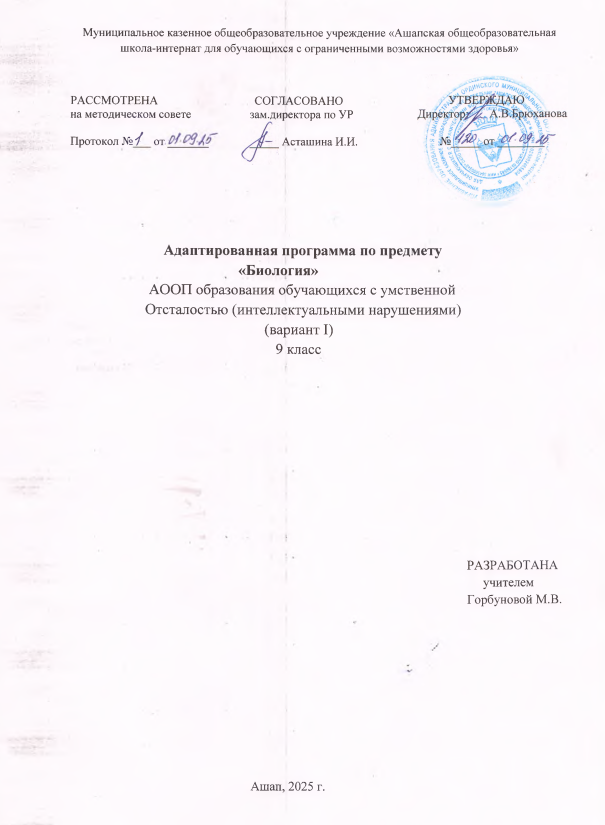 Муниципальное казенное общеобразовательное учреждение «Ашапская общеобразовательная
школа-интернат для обучающихся с ограниченными возможностями здоровья»
РАССМОТРЕНА СОГЛАСОВАНО УТВЕРЖДАЮ
на методическом совете зам.директора по УР Директор А.В.Брюханова
Протокол №1 от 01.09.25 Асташина И.И. №120 от 01.09.25
Адаптированная программа по предмету
«Биология»
АООП образования обучающихся с умственной
Отсталостью (интеллектуальными нарушениями)
(вариант I)
9 класс
РАЗРАБОТАНА
учителем
Горбуновой М.В.
Ашап, 2025 г.